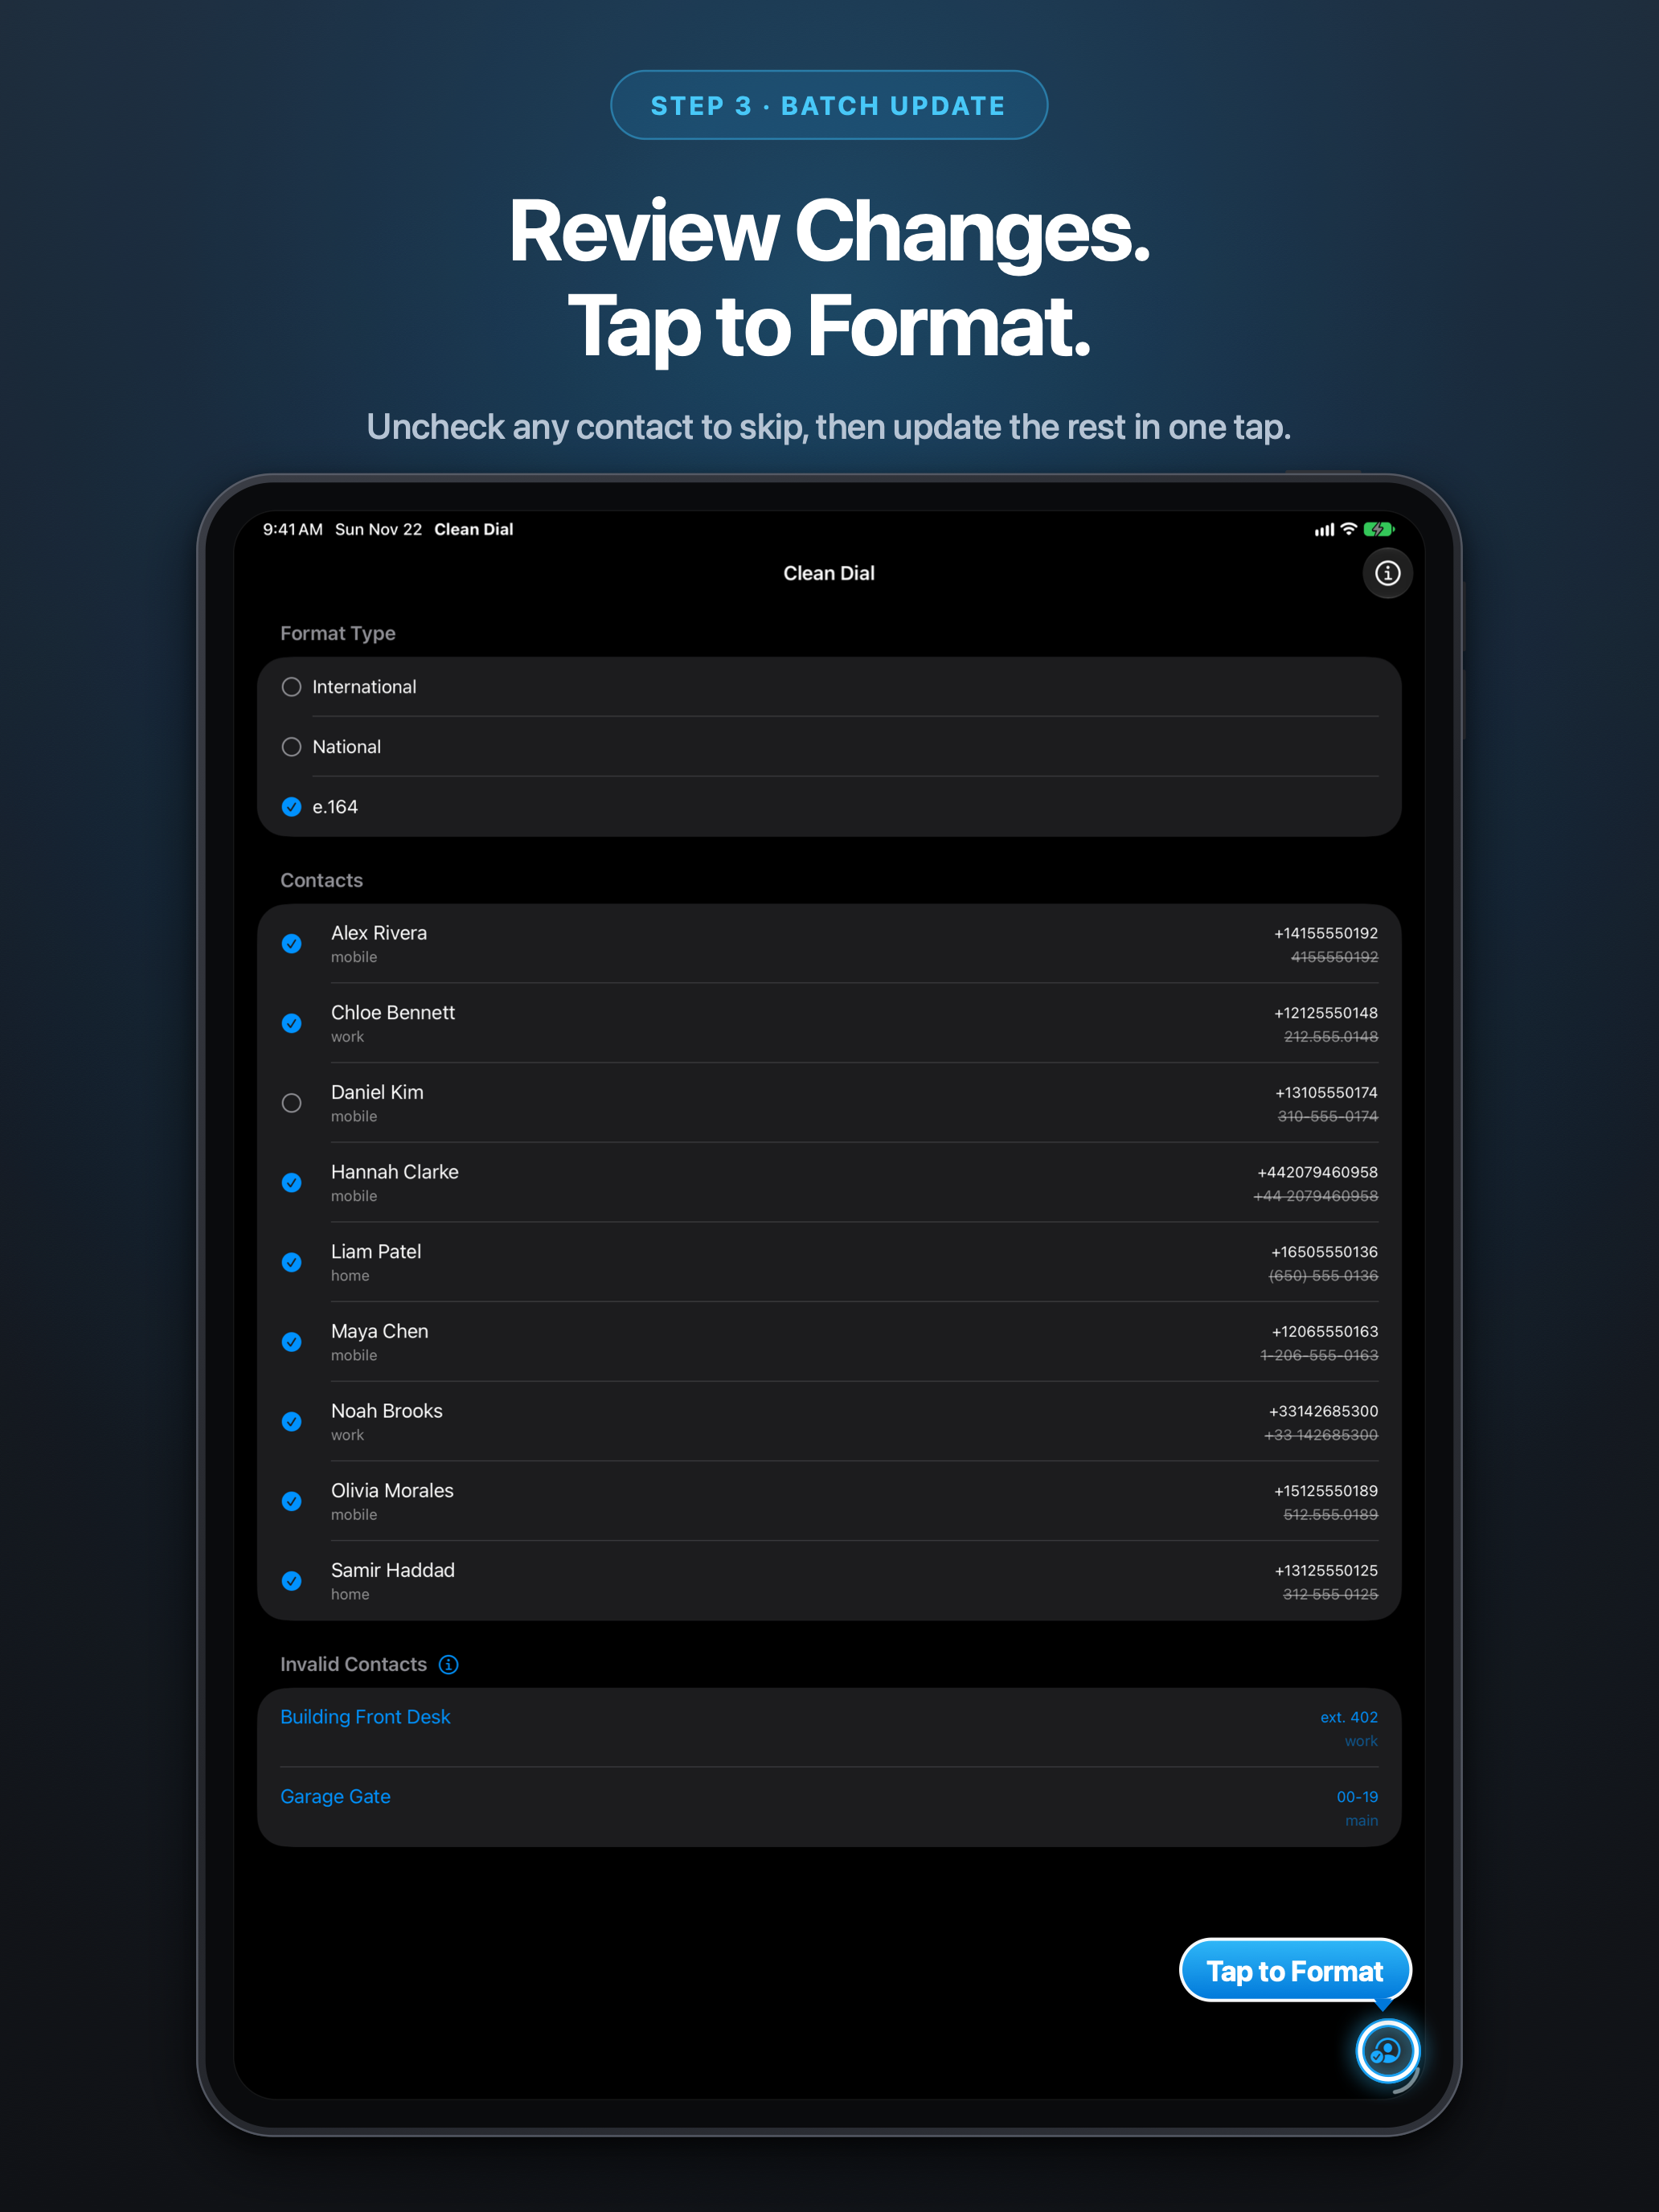 STEP 3 · BATCH UPDATE
Review Changes.
Tap to Format.
Uncheck any contact to skip, then update the rest in one tap.
9:41 AM Sun Nov 22 Clean Dial
Clean Dial
Format Type
International
National
e.164
Contacts
Alex Rivera +14155550192
mobile 4155550192
Chloe Bennett +12125550148
work 212.555.0148
Daniel Kim +13105550174
mobile 310-555-0174
Hannah Clarke +442079460958
mobile +44 2079460958
Liam Patel +16505550136
home (650) 555 0136
Maya Chen +12065550163
mobile 1-206-555-0163
Noah Brooks +33142685300
work +33 142685300
Olivia Morales +15125550189
mobile 512.555.0189
Samir Haddad +13125550125
home 312 555 0125
Invalid Contacts
Building Front Desk ext. 402
work
Garage Gate 00-19
main
Tap to Format